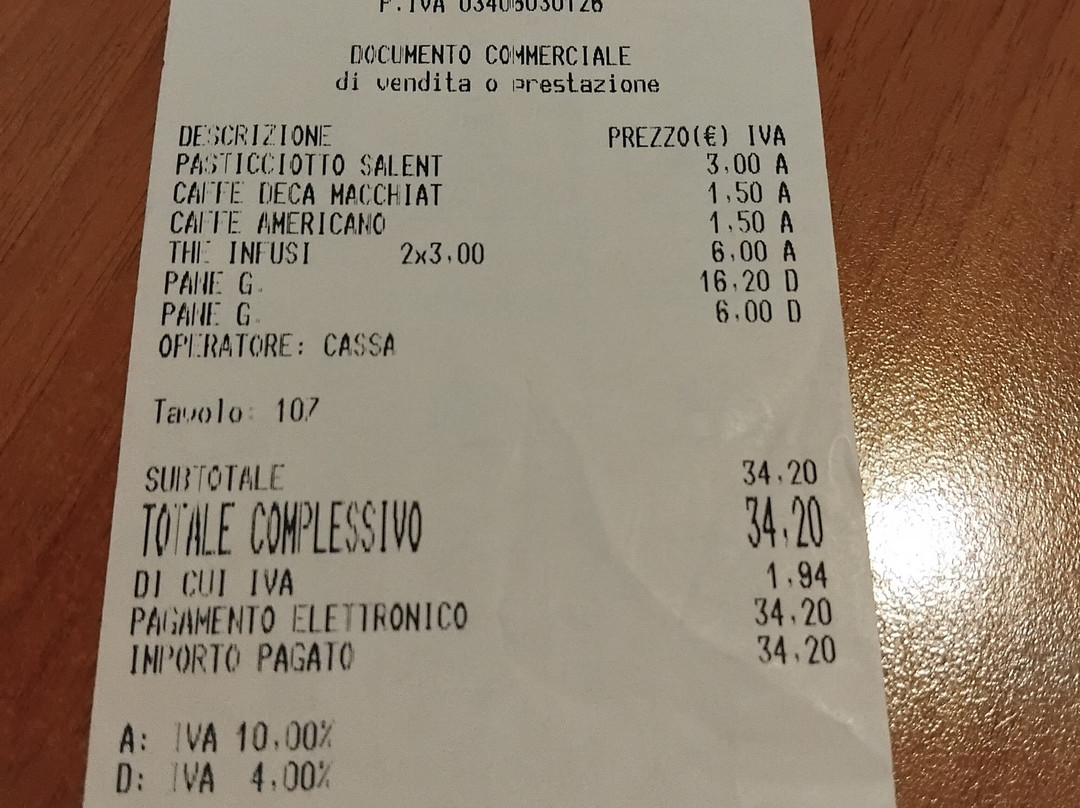 P.IVA 03406030126
DOCUMENTO COMMERCIALE
di vendita o prestazione
DESCRIZIONE PREZZO(€) IVA
PASTICCIOTTO SALENT 3,00 A
CAFFE DECA MACCHIAT 1,50 A
CAFFE AMERICANO 1,50 A
THE INFUSI 2x3,00 6,00 A
PANE G. 16,20 D
PANE G. 6,00 D
OPERATORE: CASSA
Tavolo: 107
SUBTOTALE 34,20
TOTALE COMPLESSIVO 34,20
DI CUI IVA 1,94
PAGAMENTO ELETTRONICO 34,20
IMPORTO PAGATO 34,20
A: IVA 10,00%
D: IVA 4,00%